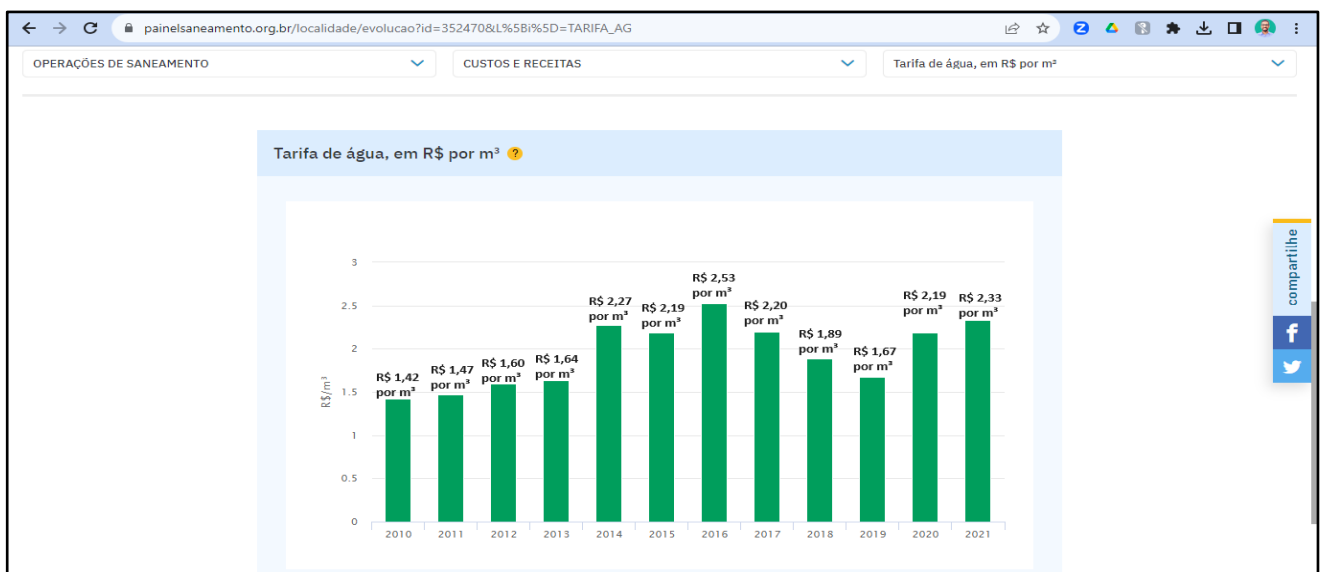 painelsaneamento.org.br/localidade/evolucao?id=352470&L%5Bi%5D=TARIFA_AG
OPERAÇÕES DE SANEAMENTO
CUSTOS E RECEITAS
Tarifa de água, em R$ por m³
Tarifa de água, em R$ por m³ ?
compartilhe
R$/m³
3
2.5
2
1.5
1
0.5
0
R$ 1,42
por m³
R$ 1,47
por m³
R$ 1,60
por m³
R$ 1,64
por m³
R$ 2,27
por m³
R$ 2,19
por m³
R$ 2,53
por m³
R$ 2,20
por m³
R$ 1,89
por m³
R$ 1,67
por m³
R$ 2,19
por m³
R$ 2,33
por m³
2010 2011 2012 2013 2014 2015 2016 2017 2018 2019 2020 2021